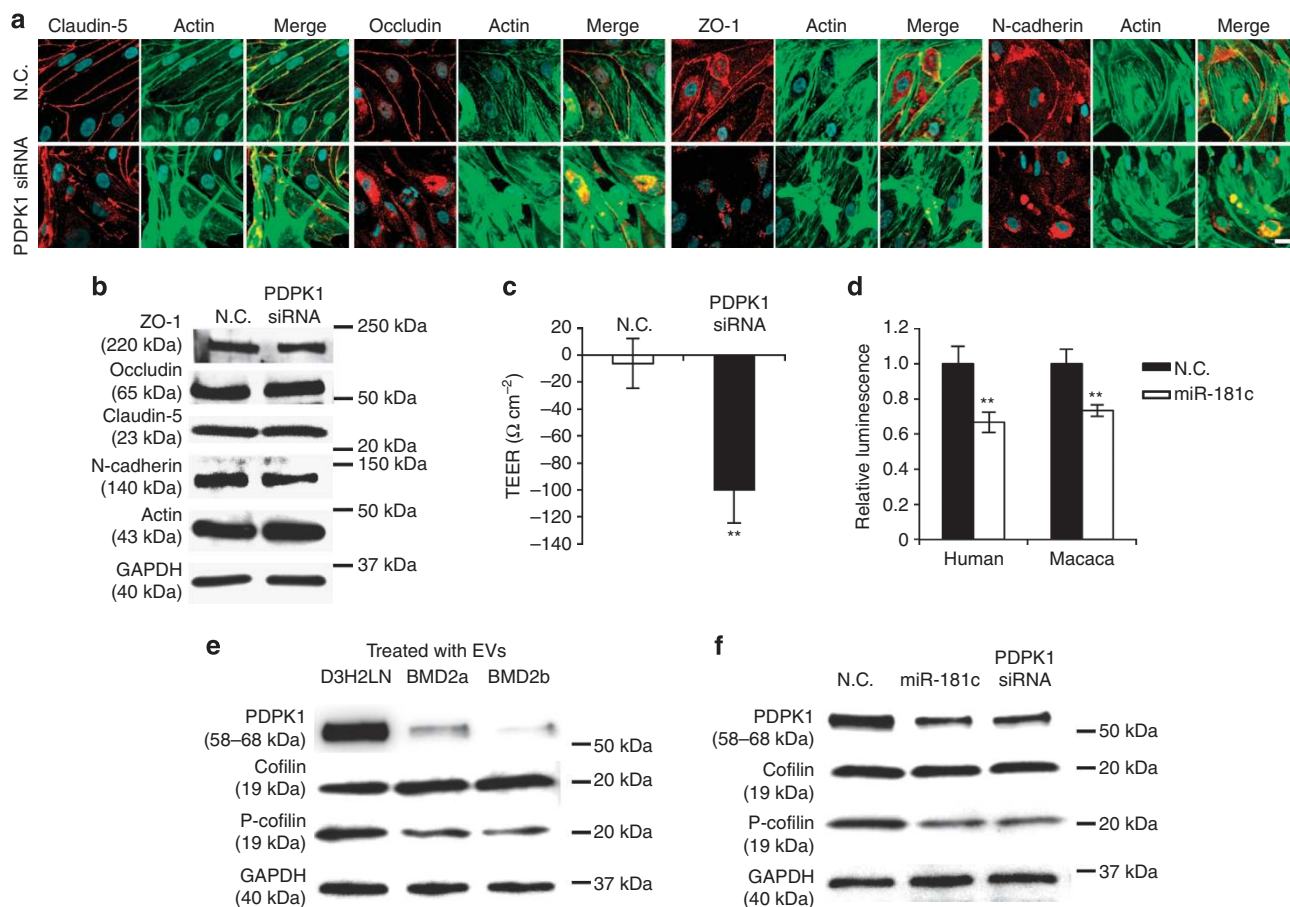 a
Claudin-5 Actin Merge Occludin Actin Merge ZO-1 Actin Merge N-cadherin Actin Merge
N.C.
PDPK1 siRNA
b
N.C. PDPK1 siRNA
ZO-1
(220 kDa)
250 kDa
Occludin
(65 kDa)
50 kDa
Claudin-5
(23 kDa)
20 kDa
N-cadherin
(140 kDa)
150 kDa
Actin
(43 kDa)
50 kDa
GAPDH
(40 kDa)
37 kDa
c
N.C. PDPK1 siRNA
TEER (Ω cm−2)
20
0
−20
−40
−60
−80
−100
−120
−140
**
d
Relative luminescence
1.2
1.0
0.8
0.6
0.4
0.2
0
** **
Human Macaca
N.C.
miR-181c
e
Treated with EVs
D3H2LN BMD2a BMD2b
PDPK1
(58–68 kDa)
50 kDa
Cofilin
(19 kDa)
20 kDa
P-cofilin
(19 kDa)
20 kDa
GAPDH
(40 kDa)
37 kDa
f
N.C. miR-181c PDPK1 siRNA
PDPK1
(58–68 kDa)
50 kDa
Cofilin
(19 kDa)
20 kDa
P-cofilin
(19 kDa)
20 kDa
GAPDH
(40 kDa)
37 kDa